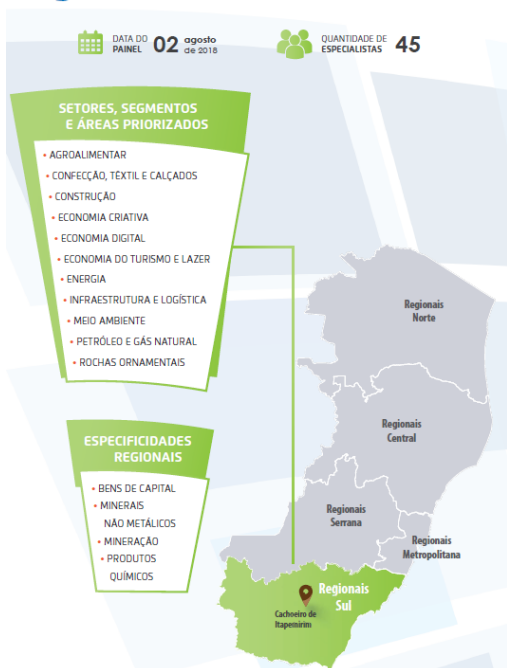 DATA DO
PAINEL
02 agosto
de 2018
QUANTIDADE DE
ESPECIALISTAS
45
SETORES, SEGMENTOS
E ÁREAS PRIORIZADOS
• AGROALIMENTAR
• CONFECÇÃO, TÊXTIL E CALÇADOS
• CONSTRUÇÃO
• ECONOMIA CRIATIVA
• ECONOMIA DIGITAL
• ECONOMIA DO TURISMO E LAZER
• ENERGIA
• INFRAESTRUTURA E LOGÍSTICA
• MEIO AMBIENTE
• PETRÓLEO E GÁS NATURAL
• ROCHAS ORNAMENTAIS
ESPECIFICIDADES
REGIONAIS
• BENS DE CAPITAL
• MINERAIS
NÃO METÁLICOS
• MINERAÇÃO
• PRODUTOS
QUÍMICOS
Regionais
Norte
Regionais
Central
Regionais
Serrana
Regionais
Metropolitana
Regionais
Sul
Cachoeiro de
Itapemirim